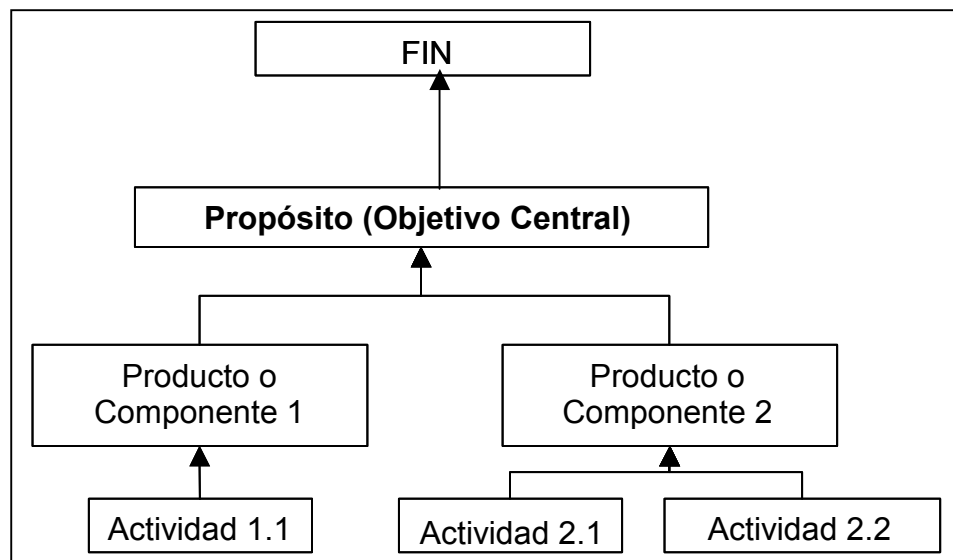 FIN
Propósito (Objetivo Central)
Producto o
Componente 1
Producto o
Componente 2
Actividad 1.1
Actividad 2.1
Actividad 2.2